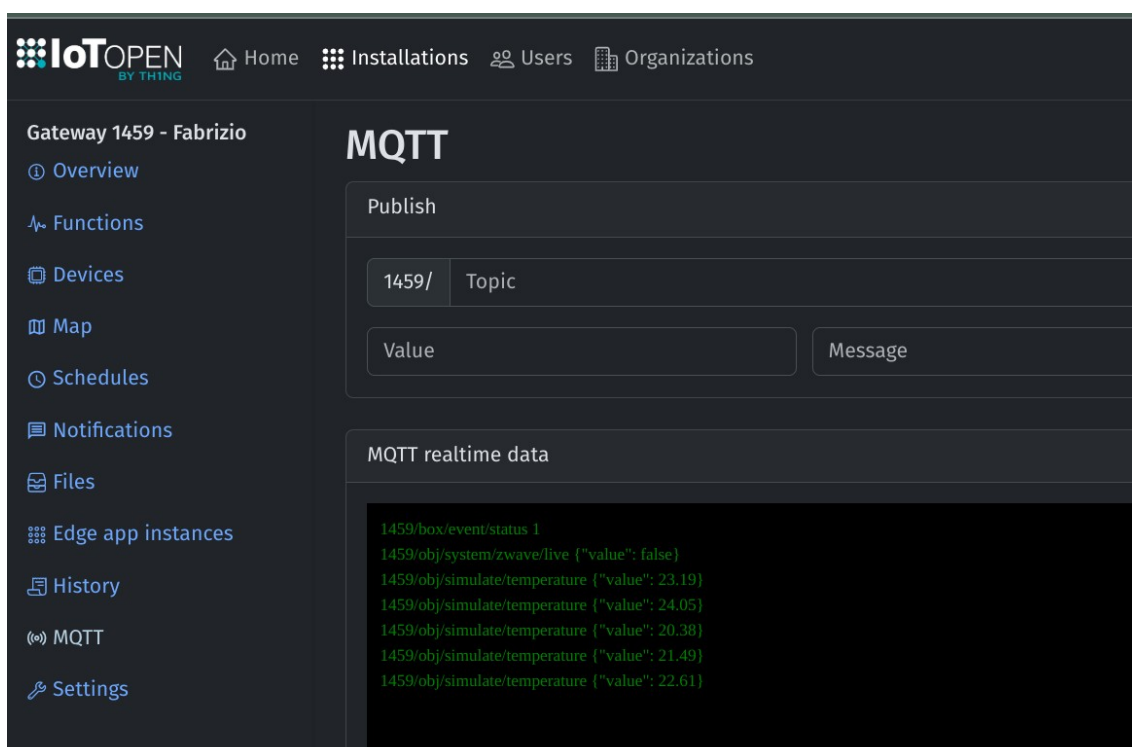 IoTOPEN
BY TH1NG
Home
Installations
Users
Organizations
Gateway 1459 - Fabrizio
Overview
Functions
Devices
Map
Schedules
Notifications
Files
Edge app instances
History
MQTT
Settings
MQTT
Publish
1459/
Topic
Value
Message
MQTT realtime data
1459/box/event/status 1
1459/obj/system/zwave/live {"value": false}
1459/obj/simulate/temperature {"value": 23.19}
1459/obj/simulate/temperature {"value": 24.05}
1459/obj/simulate/temperature {"value": 20.38}
1459/obj/simulate/temperature {"value": 21.49}
1459/obj/simulate/temperature {"value": 22.61}